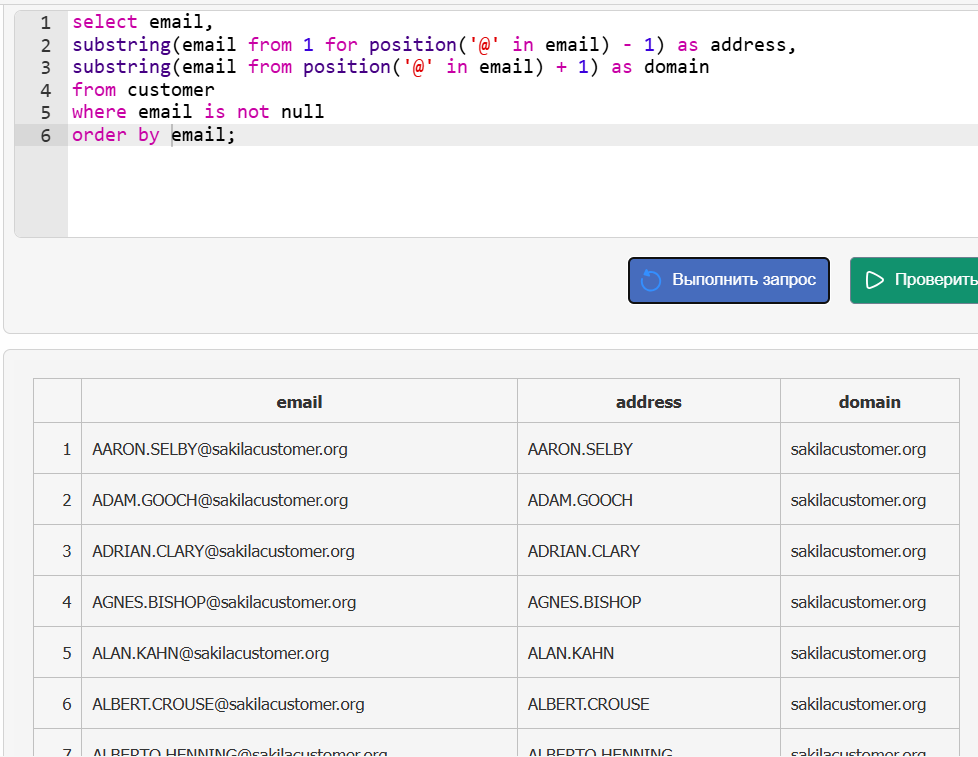 1 select email,
2 substring(email from 1 for position('@' in email) - 1) as address,
3 substring(email from position('@' in email) + 1) as domain
4 from customer
5 where email is not null
6 order by email;
Выполнить запрос Проверить
email address domain
1 AARON.SELBY@sakilacustomer.org AARON.SELBY sakilacustomer.org
2 ADAM.GOOCH@sakilacustomer.org ADAM.GOOCH sakilacustomer.org
3 ADRIAN.CLARY@sakilacustomer.org ADRIAN.CLARY sakilacustomer.org
4 AGNES.BISHOP@sakilacustomer.org AGNES.BISHOP sakilacustomer.org
5 ALAN.KAHN@sakilacustomer.org ALAN.KAHN sakilacustomer.org
6 ALBERT.CROUSE@sakilacustomer.org ALBERT.CROUSE sakilacustomer.org
7 ALBERTO.HENNING@sakilacustomer.org ALBERTO.HENNING sakilacustomer.org